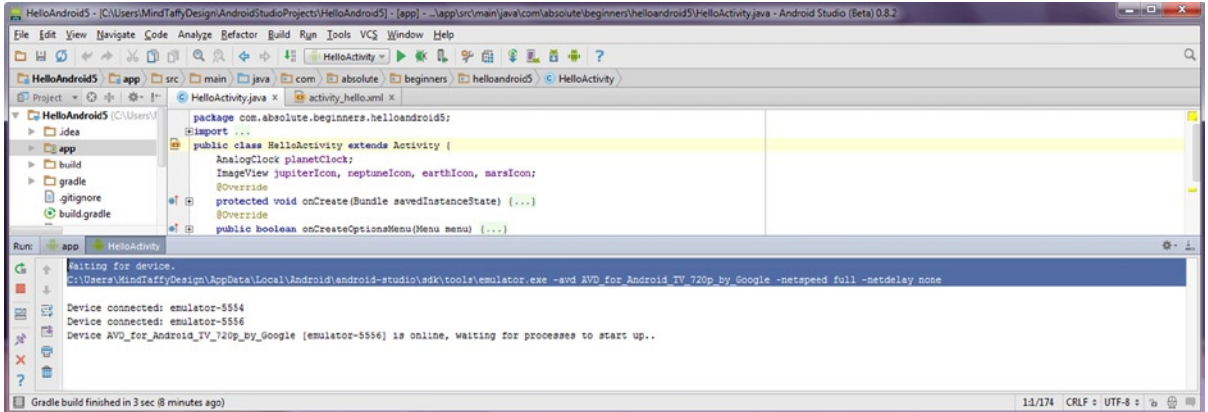 HelloAndroid5 - [C:\Users\MindTaffyDesign\AndroidStudioProjects\HelloAndroid5] - [app] - ...\app\src\main\java\com\absolute\beginners\helloandroid5\HelloActivity.java - Android Studio (Beta) 0.8.2
File Edit View Navigate Code Analyze Refactor Build Run Tools VCS Window Help
HelloActivity
HelloAndroid5 app src main java com absolute beginners helloandroid5 HelloActivity
Project HelloActivity.java activity_hello.xml
HelloAndroid5 (C:\Users\
.idea
app
build
gradle
.gitignore
build.gradle
package com.absolute.beginners.helloandroid5;
import ...
public class HelloActivity extends Activity {
AnalogClock planetClock;
ImageView jupiterIcon, neptuneIcon, earthIcon, marsIcon;
@Override
protected void onCreate(Bundle savedInstanceState) {...}
@Override
public boolean onCreateOptionsMenu(Menu menu) {...}
Run: app HelloActivity
Waiting for device.
C:\Users\MindTaffyDesign\AppData\Local\Android\android-studio\sdk\tools\emulator.exe -avd AVD_for_Android_TV_720p_by_Google -netspeed full -netdelay none
Device connected: emulator-5554
Device connected: emulator-5556
Device AVD_for_Android_TV_720p_by_Google [emulator-5556] is online, waiting for processes to start up..
Gradle build finished in 3 sec (8 minutes ago) 1:1/174 CRLF UTF-8